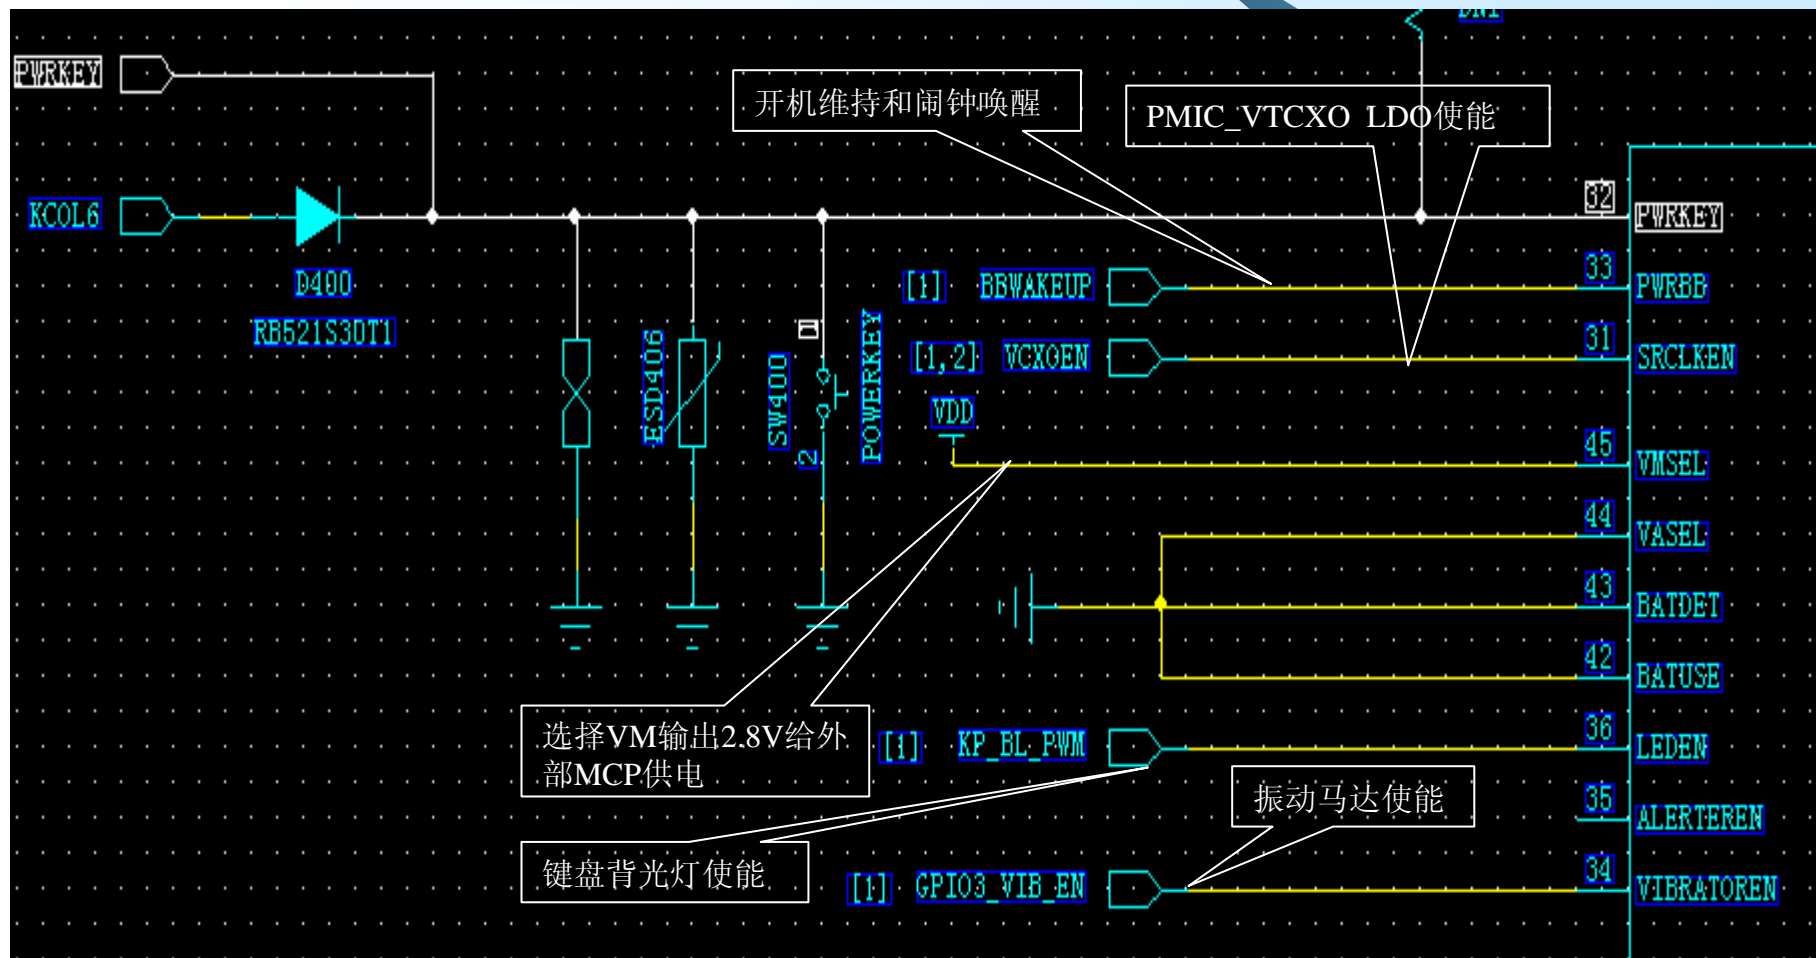 DNI
PWRKEY
开机维持和闹钟唤醒
PMIC_VTCXO LDO使能
32
KCOL6
PWRKEY
D400
RB521S30T1
[1]
BBWAKEUP
33
PWRBB
[1,2]
VCXOEN
31
SRCLKEN
ESD406
SW400
1
2
POWERKEY
VDD
45
VMSEL
44
VASEL
43
BATDET
42
BATUSE
选择VM输出2.8V给外
部MCP供电
[1]
KP_BL_PWM
36
LEDEN
振动马达使能
35
ALERTEREN
键盘背光灯使能
[1]
GPIO3_VIB_EN
34
VIBRATOREN